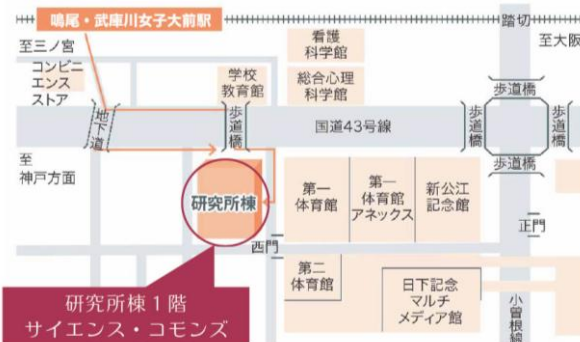 鳴尾・武庫川女子大前駅
踏切
至三ノ宮
看護
科学館
至大阪
コンビニ
エンス
ストア
学校
教育館
総合心理
科学館
歩道橋
地下道
歩道橋
国道43号線
歩道橋
歩道橋
至
神戸方面
歩道橋
研究所棟
第一
体育館
第一
体育館
アネックス
新公江
記念館
西門
正門
第二
体育館
日下記念
マルチ
メディア館
小曽根線
研究所棟1階
サイエンス・コモンズ